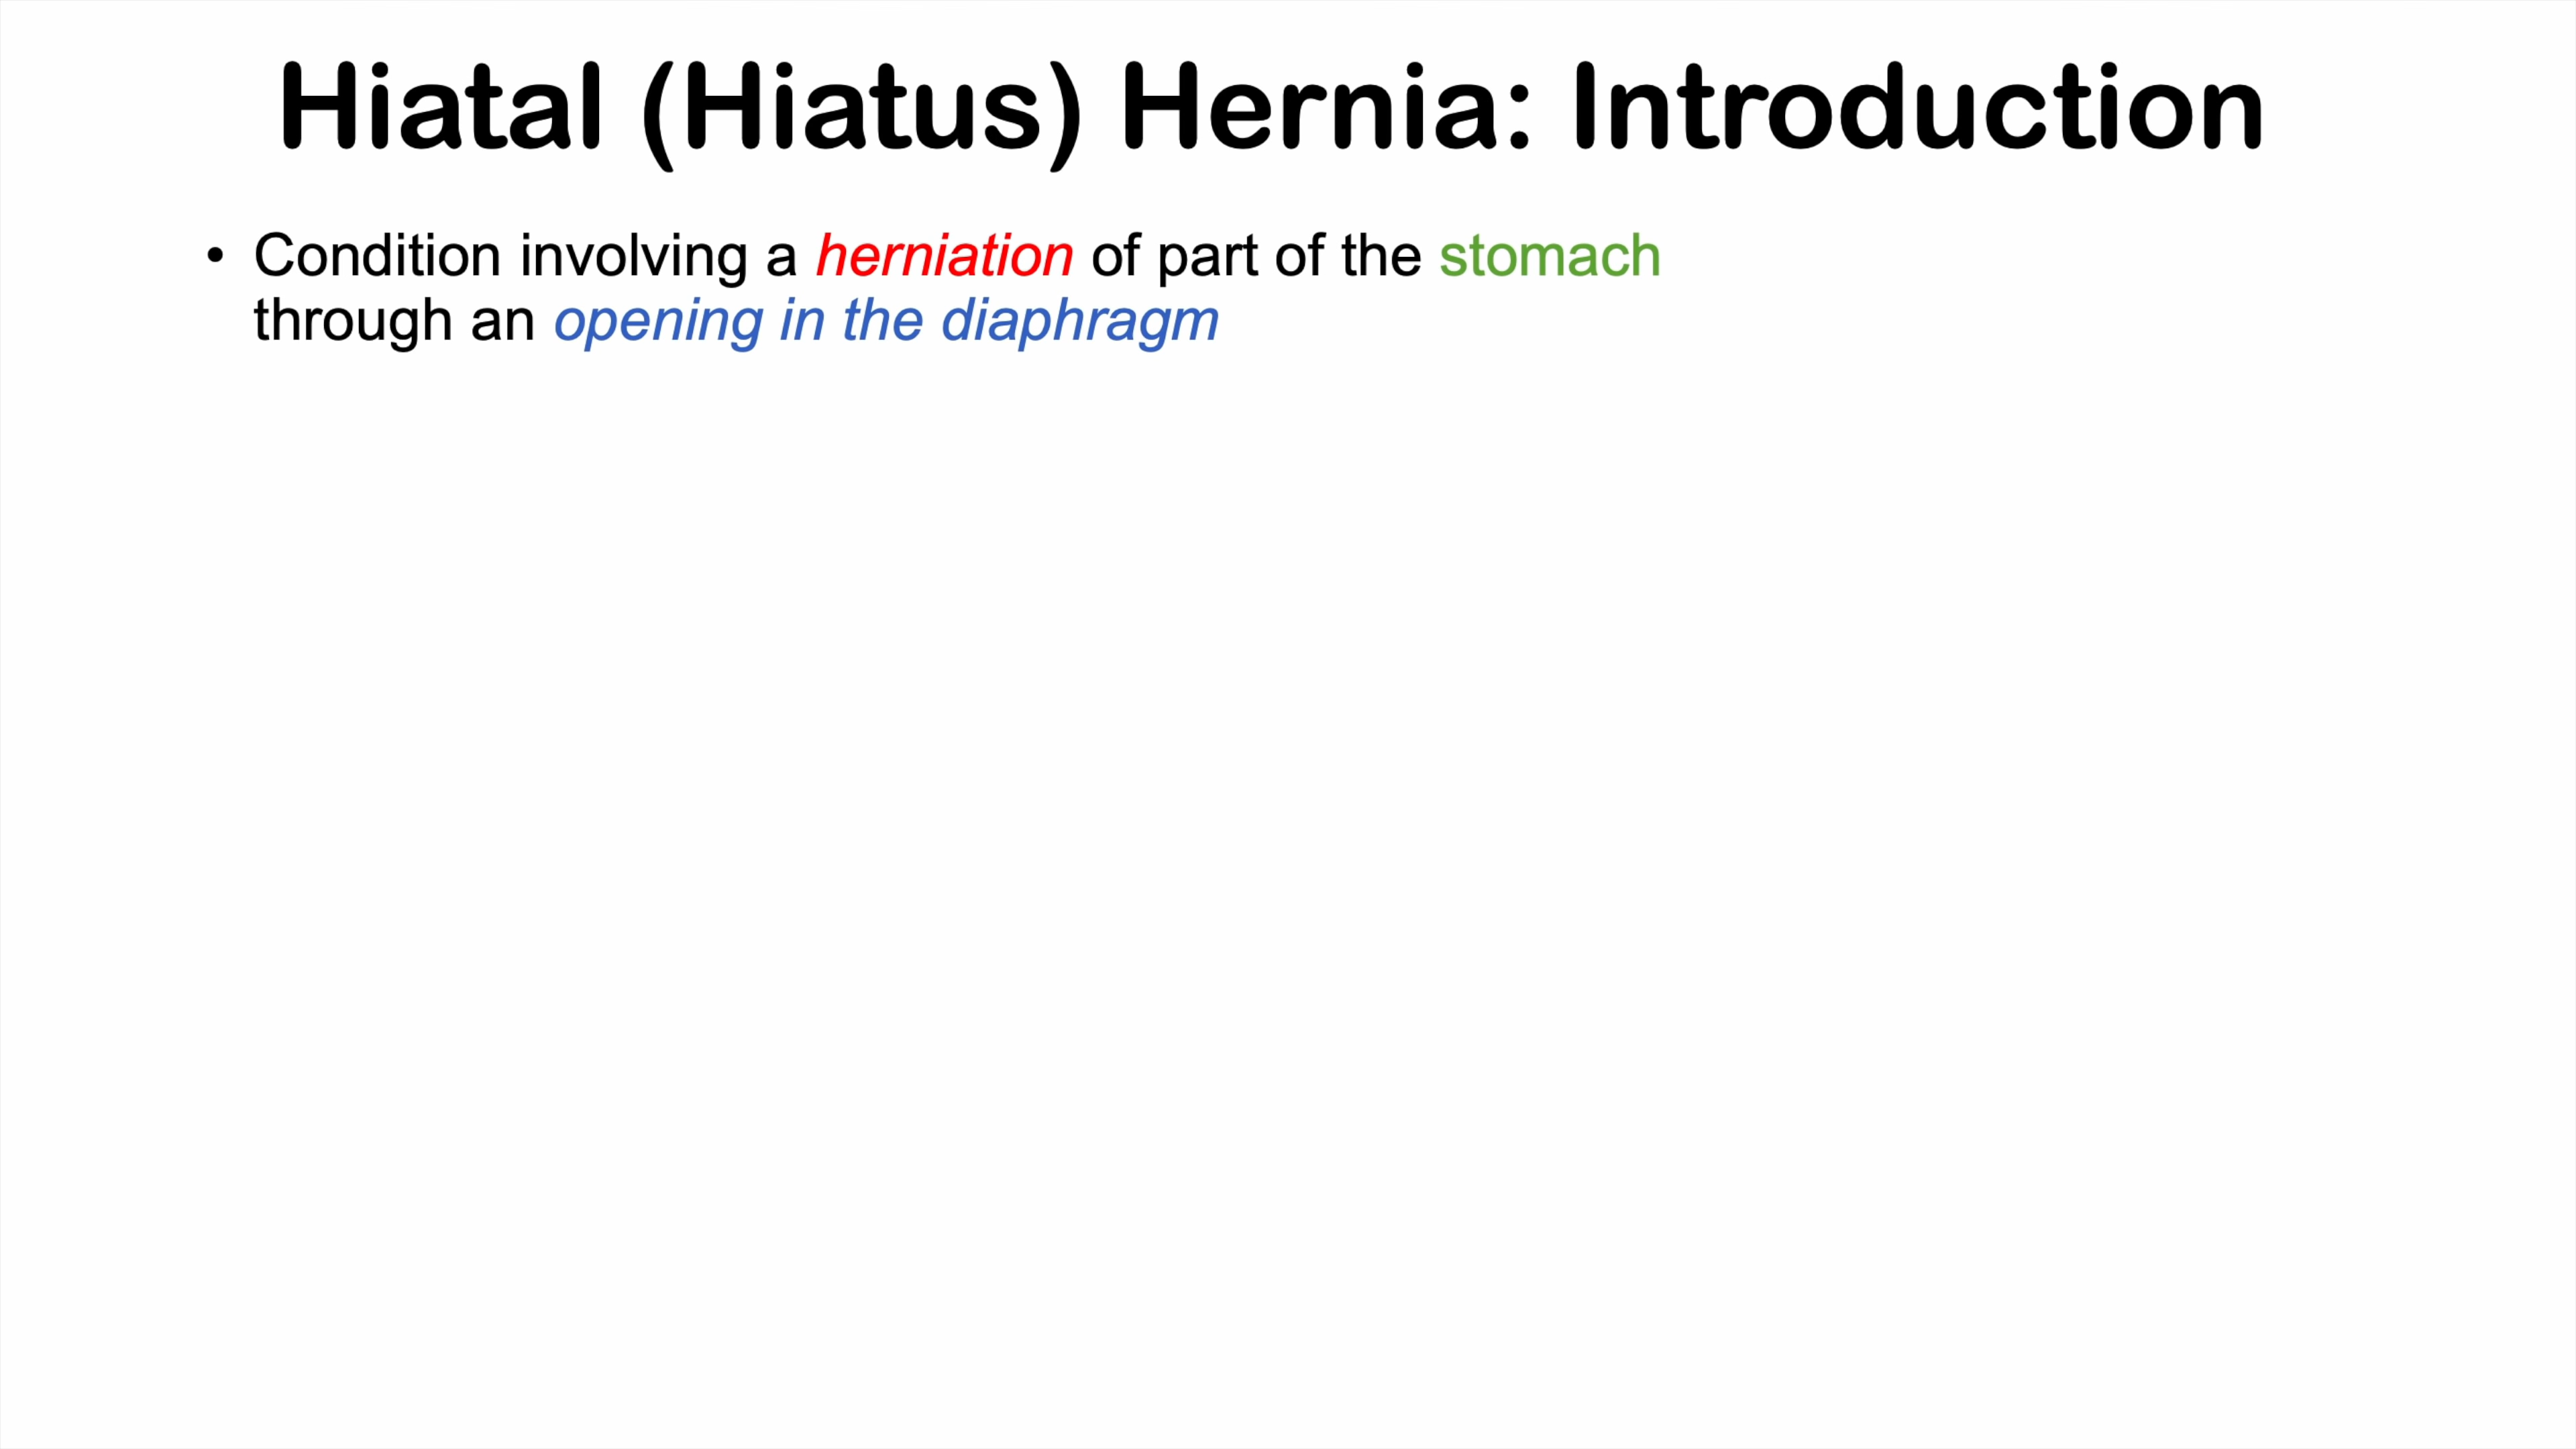 Hiatal (Hiatus) Hernia: Introduction
• Condition involving a herniation of part of the stomach
through an opening in the diaphragm